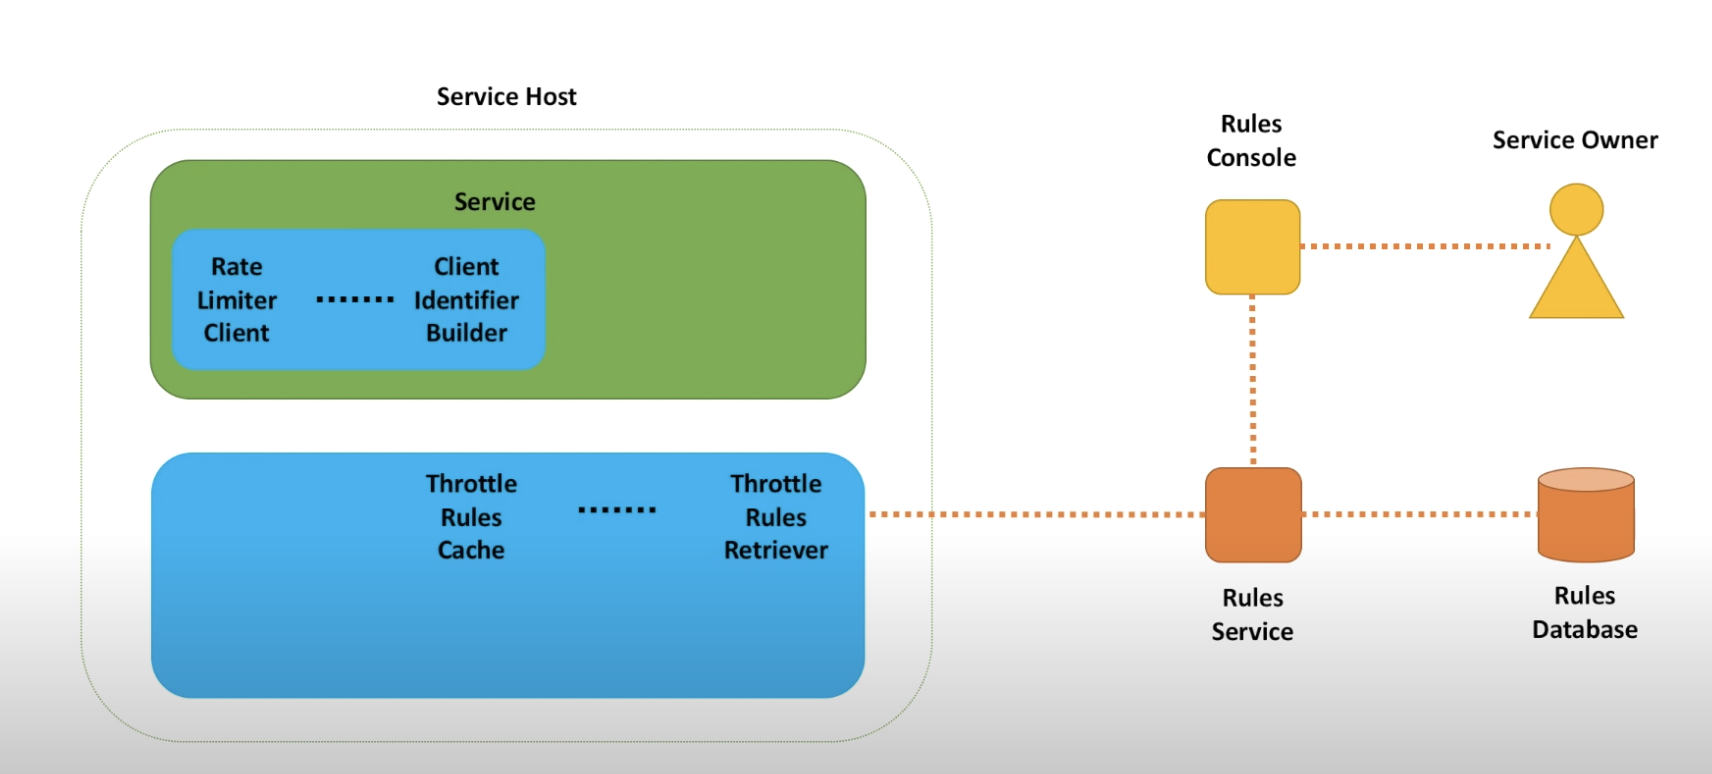 Service Host
Service
Rate
Limiter
Client
Client
Identifier
Builder
Throttle
Rules
Cache
Throttle
Rules
Retriever
Rules
Console
Service Owner
Rules
Service
Rules
Database